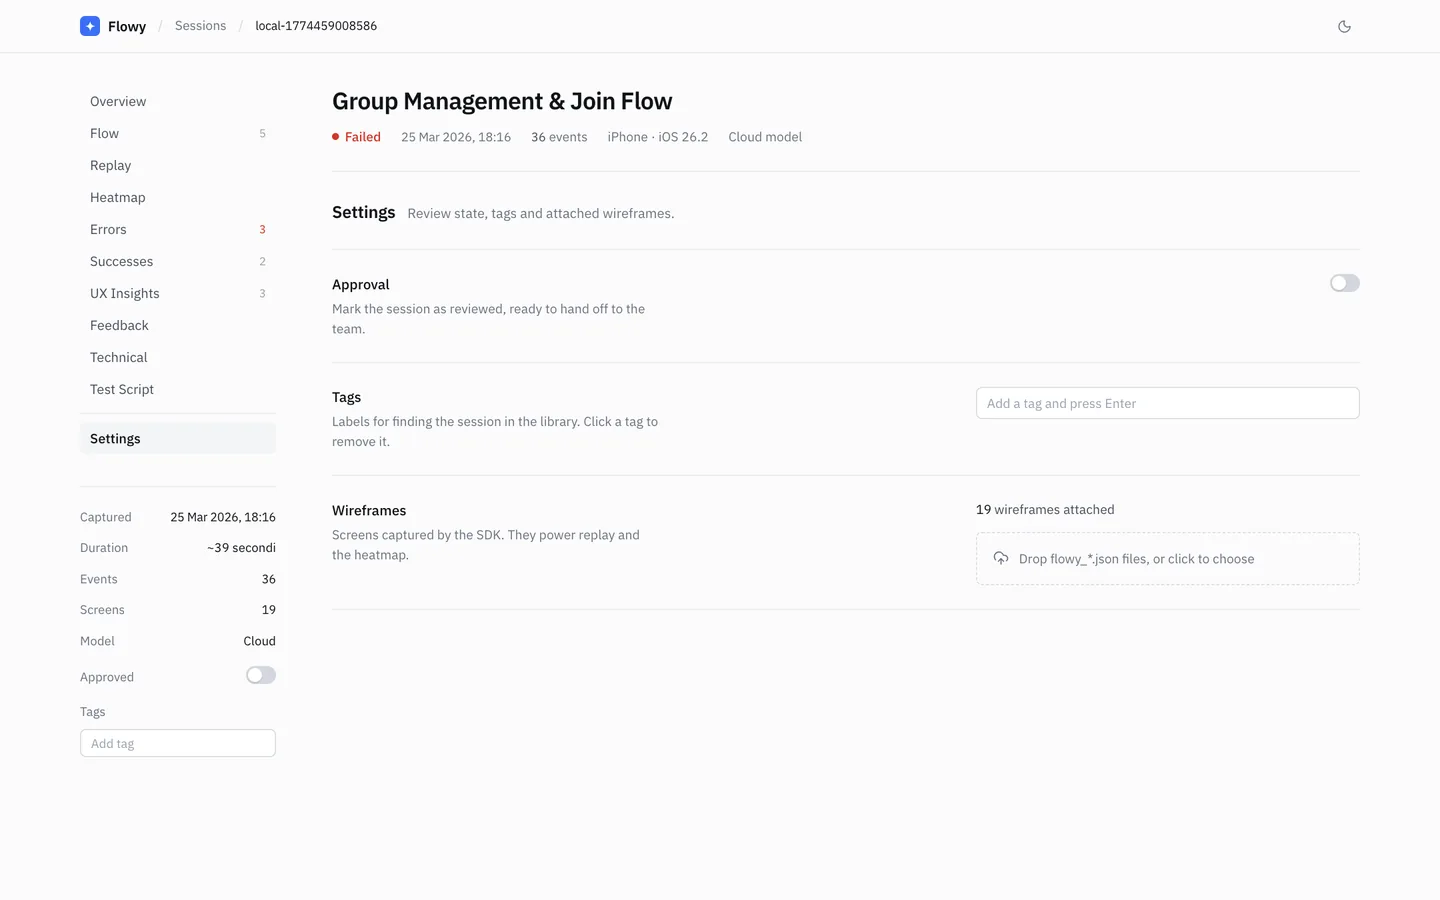 Flowy / Sessions / local-1774459008586
Overview
Flow 5
Replay
Heatmap
Errors 3
Successes 2
UX Insights 3
Feedback
Technical
Test Script
Settings
Captured 25 Mar 2026, 18:16
Duration ~39 secondi
Events 36
Screens 19
Model Cloud
Approved
Tags
Add tag
Group Management & Join Flow
Failed 25 Mar 2026, 18:16 36 events iPhone · iOS 26.2 Cloud model
Settings Review state, tags and attached wireframes.
Approval
Mark the session as reviewed, ready to hand off to the
team.
Tags
Labels for finding the session in the library. Click a tag to
remove it.
Add a tag and press Enter
Wireframes
Screens captured by the SDK. They power replay and
the heatmap.
19 wireframes attached
Drop flowy_*.json files, or click to choose